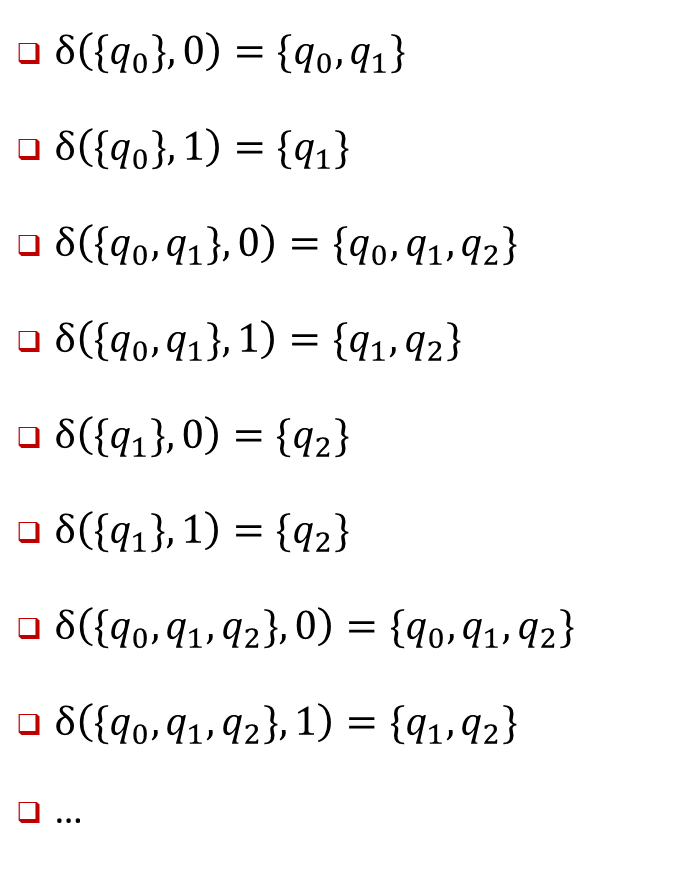 ❑ δ({q₀}, 0) = {q₀, q₁}
❑ δ({q₀}, 1) = {q₁}
❑ δ({q₀, q₁}, 0) = {q₀, q₁, q₂}
❑ δ({q₀, q₁}, 1) = {q₁, q₂}
❑ δ({q₁}, 0) = {q₂}
❑ δ({q₁}, 1) = {q₂}
❑ δ({q₀, q₁, q₂}, 0) = {q₀, q₁, q₂}
❑ δ({q₀, q₁, q₂}, 1) = {q₁, q₂}
❑ ...